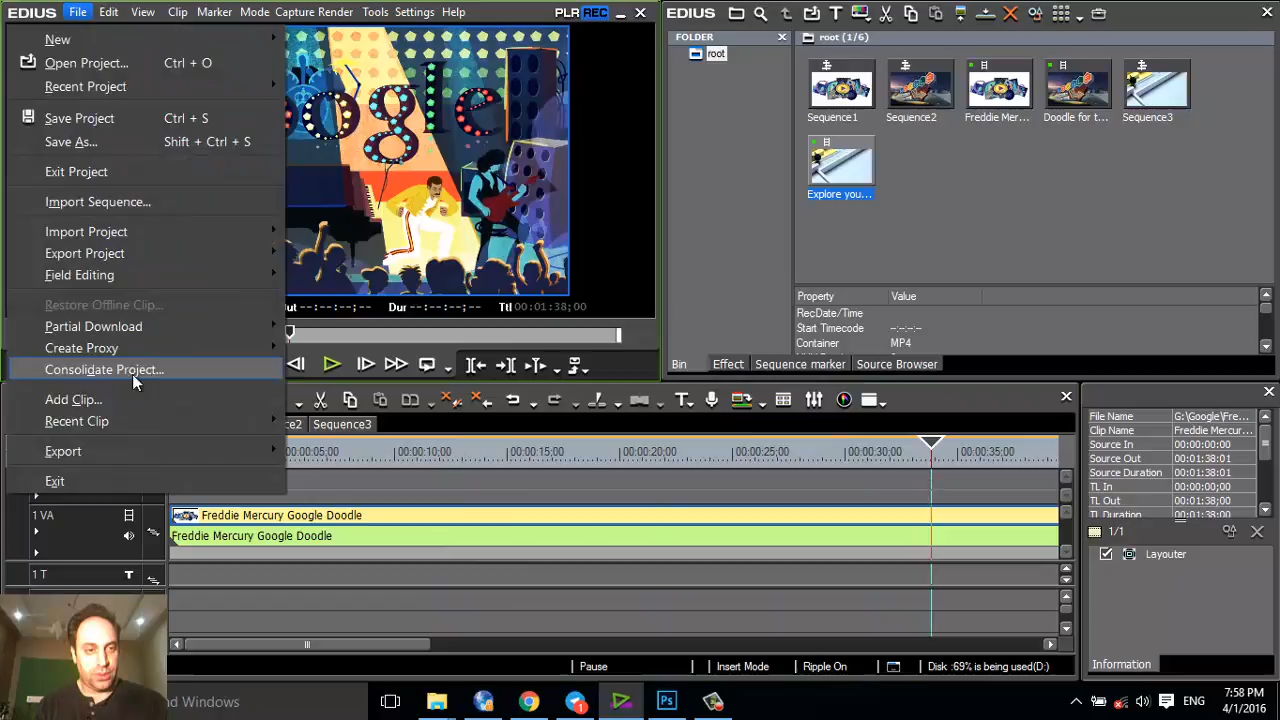 EDIUS File Edit View Clip Marker Mode Capture Render Tools Settings Help PLR REC
New
Open Project... Ctrl + O
Recent Project
Save Project Ctrl + S
Save As... Shift + Ctrl + S
Exit Project
Import Sequence...
Import Project
Export Project
Field Editing
Restore Offline Clip...
Partial Download
Create Proxy
Consolidate Project...
Add Clip...
Recent Clip
Export
Exit
Dur --:--:--;-- Ttl 00:01:38;00
EDIUS
FOLDER
root
root (1/6)
Sequence1 Sequence2 Freddie Mer... Doodle for t... Sequence3
Explore you...
Property Value
RecDate/Time
Start Timecode --:--:--:--
Container MP4
Bin Effect Sequence marker Source Browser
Sequence3
00:00:05;00 00:00:10;00 00:00:15;00 00:00:20;00 00:00:25;00 00:00:30;00 00:00:35;00
1 VA
Freddie Mercury Google Doodle
Freddie Mercury Google Doodle
1 T T
File Name G:\Google\Fre...
Clip Name Freddie Mercur...
Source In 00:00:00:00
Source Out 00:01:38:01
Source Duration 00:01:38:01
TL In 00:00:00;00
TL Out 00:01:38;00
TL Duration 00:01:38;00
1/1
Layouter
Information
Pause Insert Mode Ripple On Disk :69% is being used(D:)
nd Windows
Ps
ENG
7:58 PM
4/1/2016